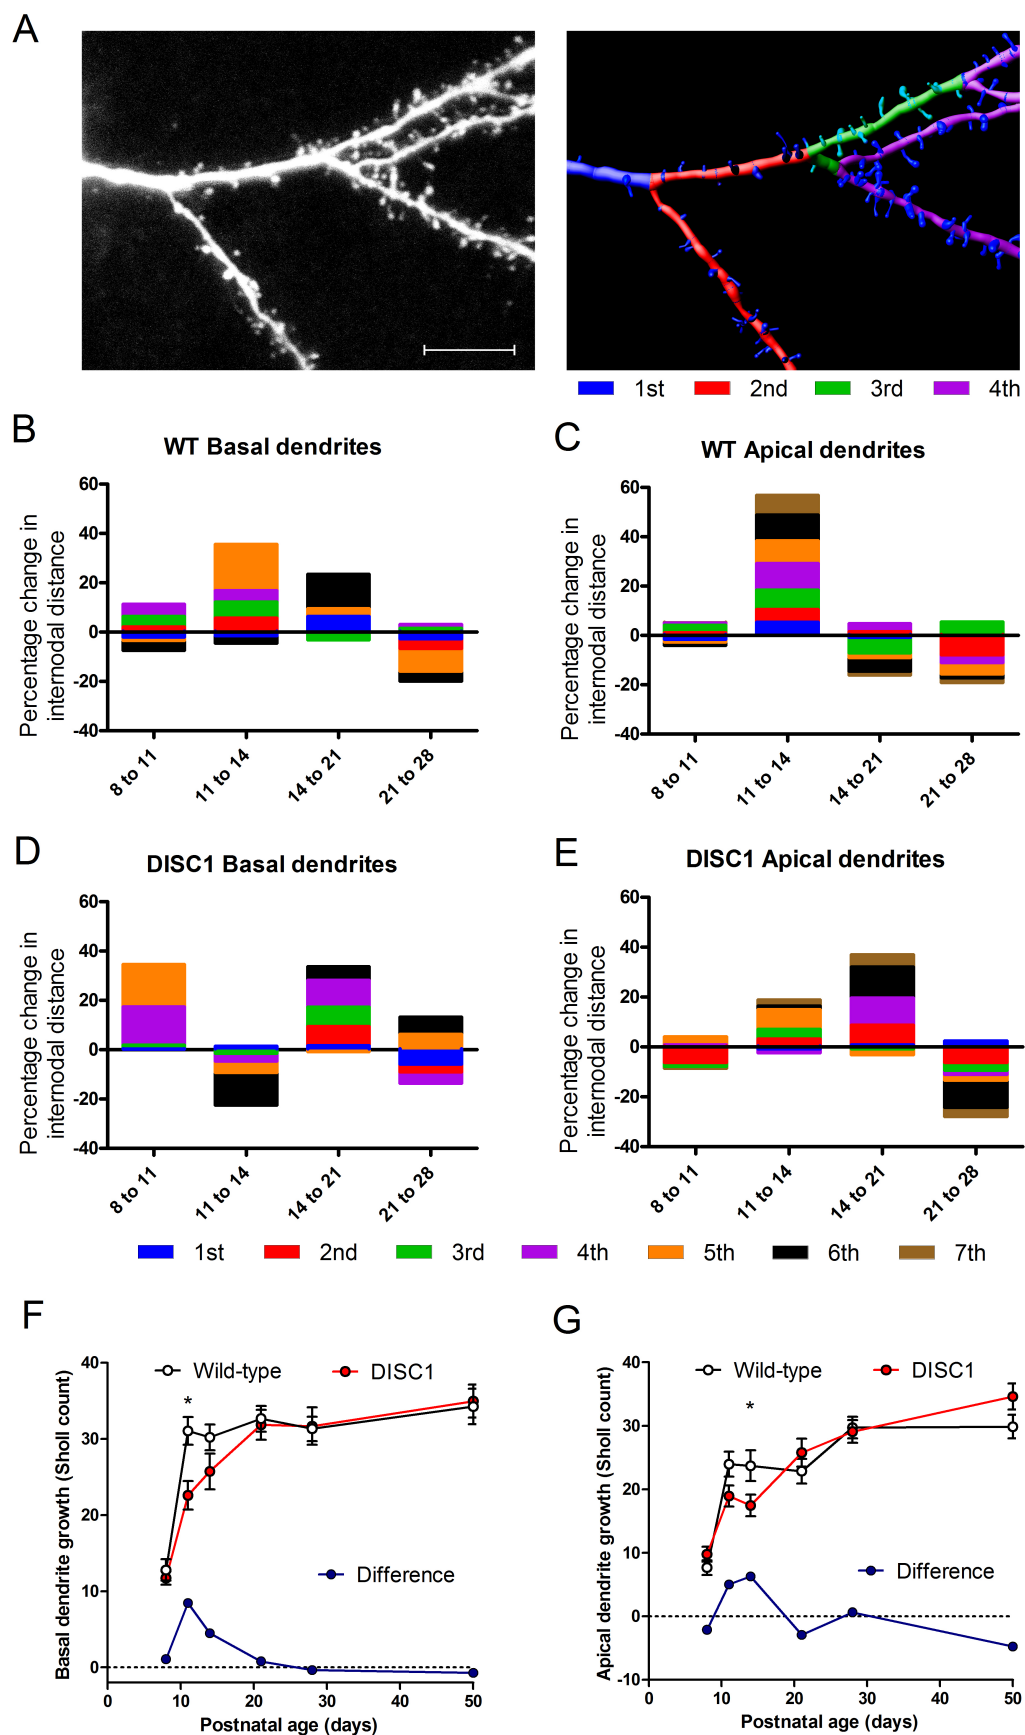 A
1st 2nd 3rd 4th
B
WT Basal dendrites
Percentage change in
internodal distance
60
40
20
0
-20
-40
8 to 11
11 to 14
14 to 21
21 to 28
C
WT Apical dendrites
Percentage change in
internodal distance
60
40
20
0
-20
-40
8 to 11
11 to 14
14 to 21
21 to 28
D
DISC1 Basal dendrites
Percentage change in
internodal distance
60
40
20
0
-20
-40
8 to 11
11 to 14
14 to 21
21 to 28
E
DISC1 Apical dendrites
Percentage change in
internodal distance
60
40
20
0
-20
-40
8 to 11
11 to 14
14 to 21
21 to 28
1st 2nd 3rd 4th 5th 6th 7th
F
Basal dendrite growth (Sholl count)
40
30
20
10
0
Wild-type DISC1
*
Difference
0 10 20 30 40 50
Postnatal age (days)
G
Apical dendrite growth (Sholl count)
40
30
20
10
0
-10
Wild-type DISC1
*
Difference
0 10 20 30 40 50
Postnatal age (days)